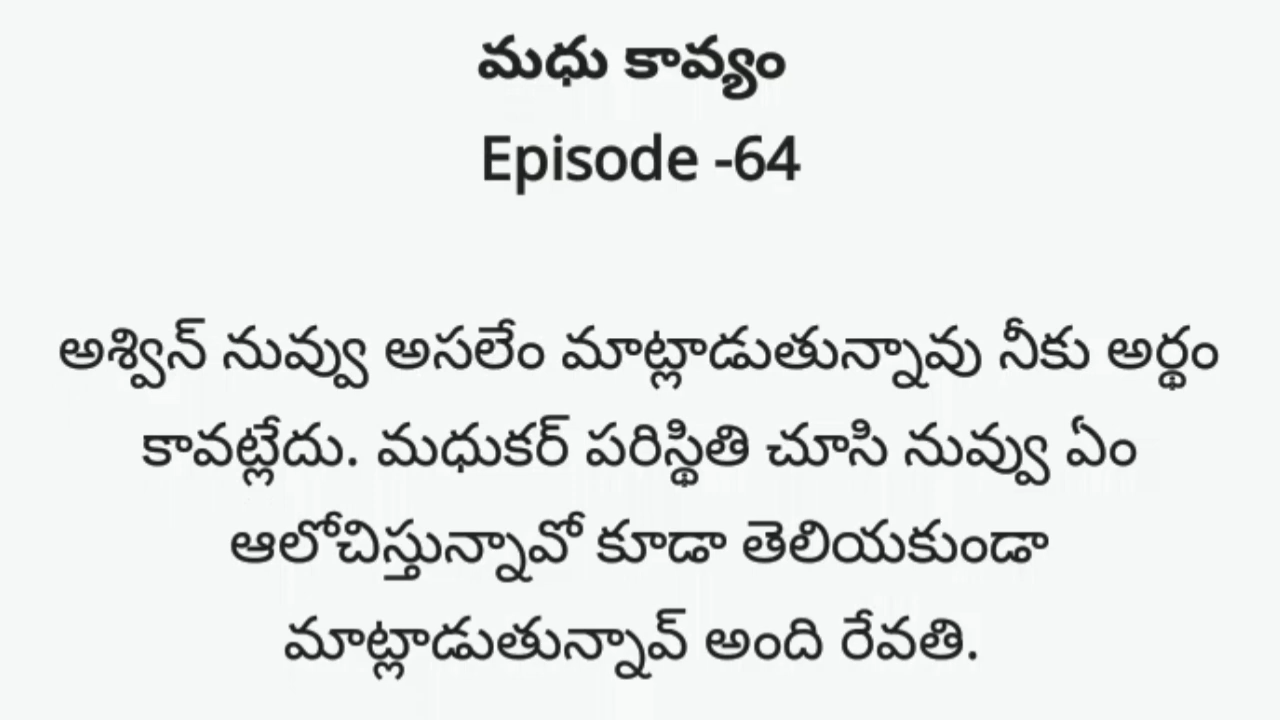 మధు కావ్యం
Episode -64
అశ్విన్ నువ్వు అసలేం మాట్లాడుతున్నావు నీకు అర్థం
కావట్లేదు. మధుకర్ పరిస్థితి చూసి నువ్వు ఏం
ఆలోచిస్తున్నావో కూడా తెలియకుండా
మాట్లాడుతున్నావ్ అంది రేవతి.